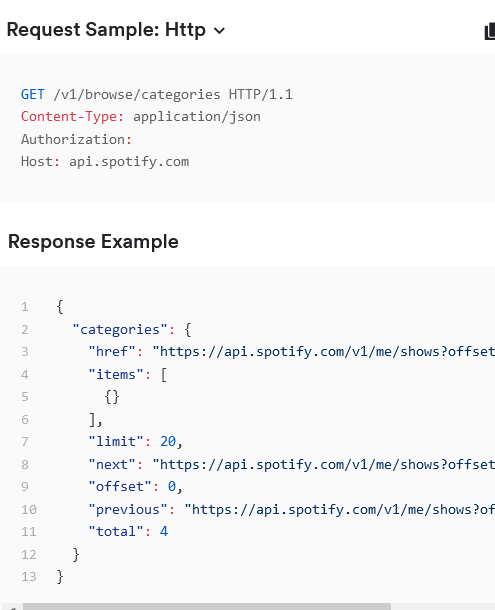 Request Sample: Http
GET /v1/browse/categories HTTP/1.1
Content-Type: application/json
Authorization:
Host: api.spotify.com
Response Example
1 {
2 "categories": {
3 "href": "https://api.spotify.com/v1/me/shows?offset
4 "items": [
5 {}
6 ],
7 "limit": 20,
8 "next": "https://api.spotify.com/v1/me/shows?offset
9 "offset": 0,
10 "previous": "https://api.spotify.com/v1/me/shows?of
11 "total": 4
12 }
13 }